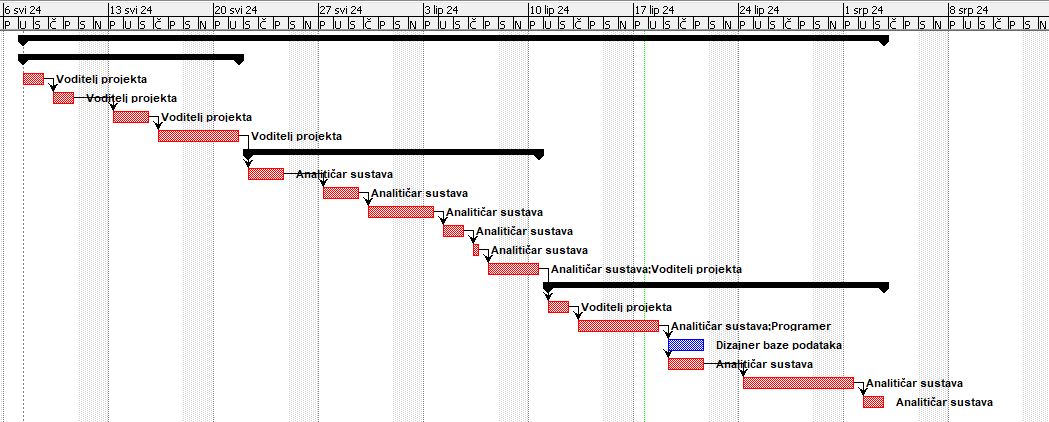 6 svi 24 13 svi 24 20 svi 24 27 svi 24 3 lip 24 10 lip 24 17 lip 24 24 lip 24 1 srp 24 8 srp 24
P U S Č P S N P U S Č P S N P U S Č P S N P U S Č P S N P U S Č P S N P U S Č P S N P U S Č P S N P U S Č P S N P U S Č P S N P U S Č P S N
Voditelj projekta
Voditelj projekta
Voditelj projekta
Voditelj projekta
Analitičar sustava
Analitičar sustava
Analitičar sustava
Analitičar sustava
Analitičar sustava
Analitičar sustava;Voditelj projekta
Voditelj projekta
Analitičar sustava;Programer
Dizajner baze podataka
Analitičar sustava
Analitičar sustava
Analitičar sustava